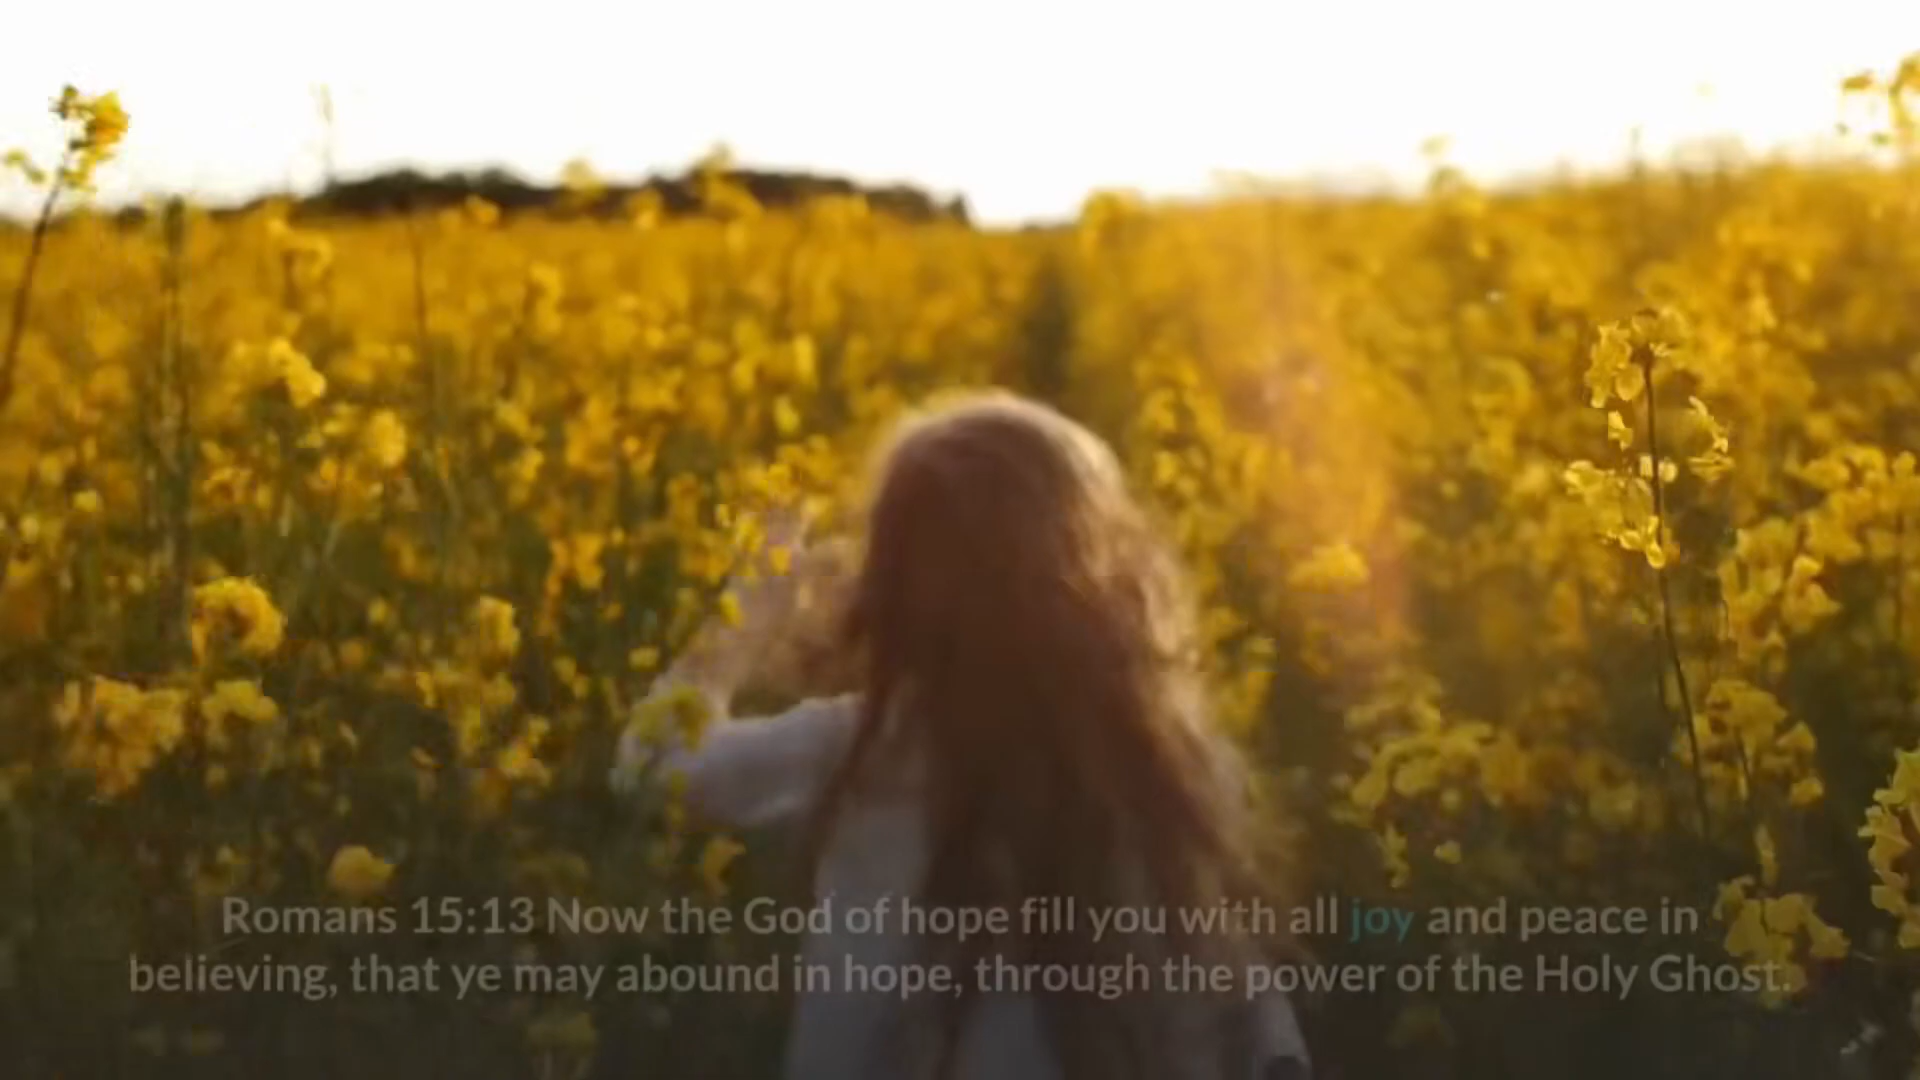 Romans 15:13 Now the God of hope fill you with all joy and peace in
believing, that ye may abound in hope, through the power of the Holy Ghost.